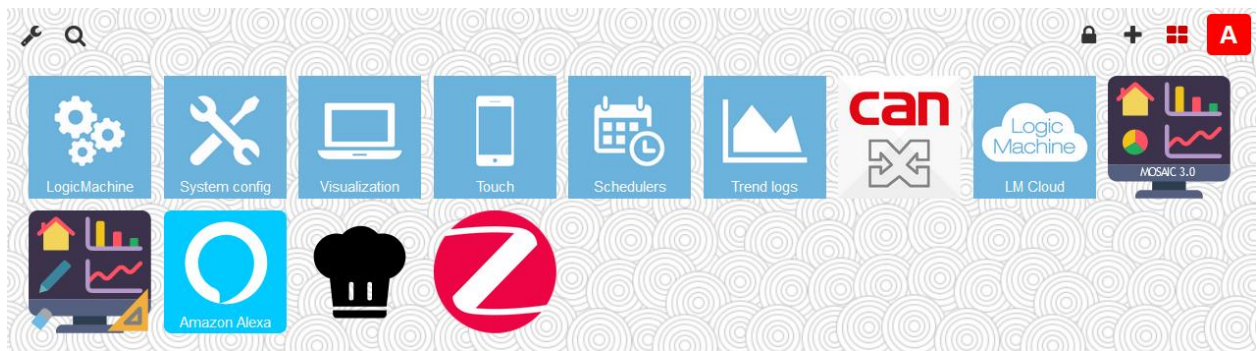 A
can
Logic
Machine
MOSAIC 3.0
LogicMachine
System config
Visualization
Touch
Schedulers
Trend logs
LM Cloud
Z
Amazon Alexa